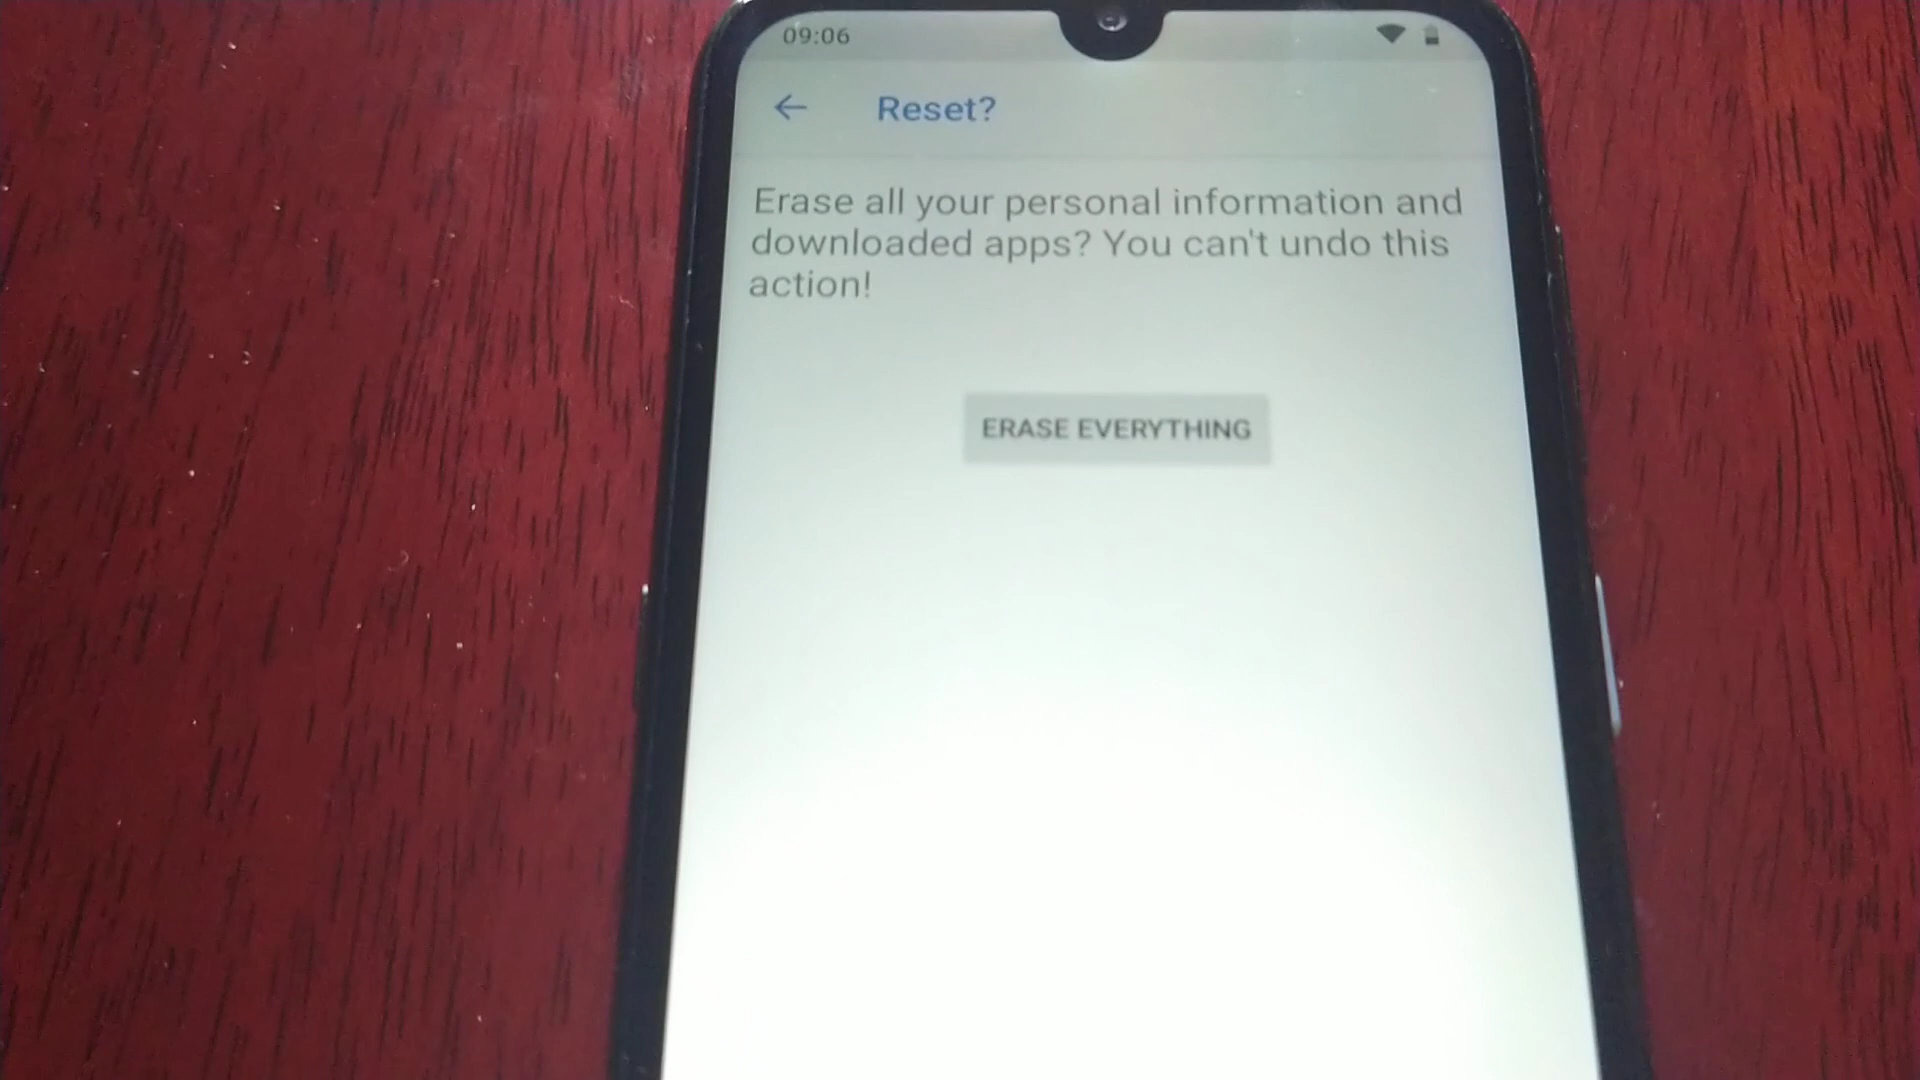 09:06
Reset?
Erase all your personal information and
downloaded apps? You can't undo this
action!
ERASE EVERYTHING